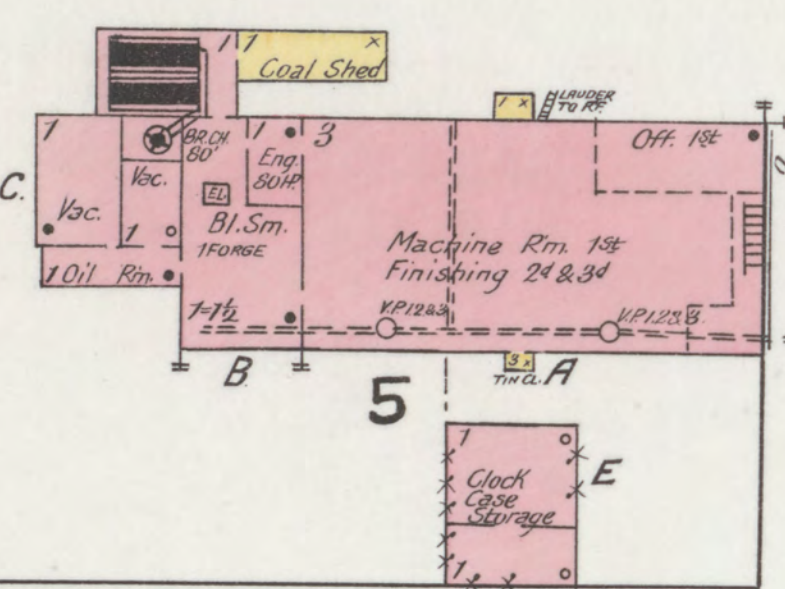 1
1 x
Coal Shed
1 x
LADDER
TO RF.
1
BR.CH.
80'
1
Eng.
80 H.P.
3
Off. 1st
C.
Vac.
Vac.
EL.
Bl. Sm.
1 FORGE
Machine R'm. 1st
Finishing 2d & 3d
1
1 Oil Rm.
1=1½
V.P.1.2&3
V.P.1.2&3.
B.
3 x
TIN CL.
A
5
1
E
Clock
Case
Storage
1